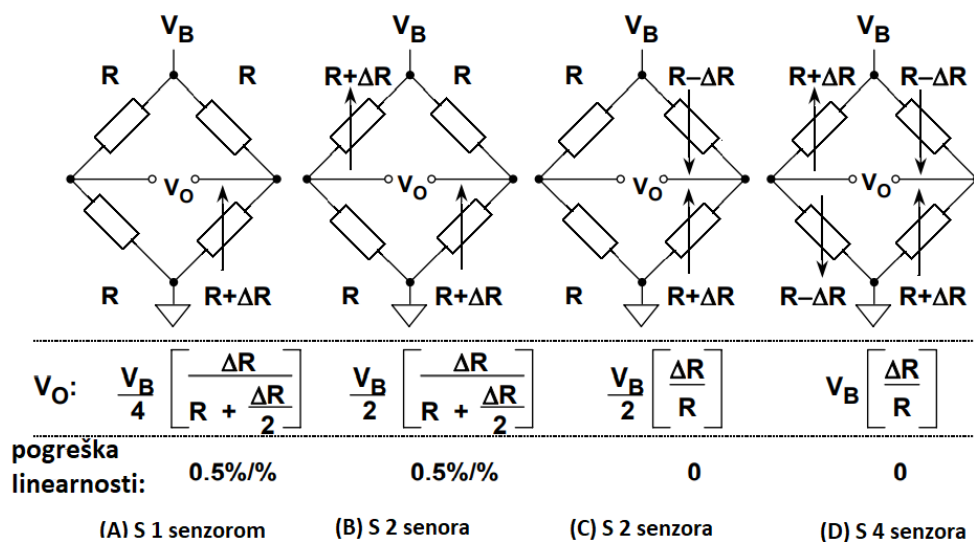 V_B V_B V_B V_B
R R R+ΔR R R R−ΔR R+ΔR R−ΔR
V_O V_O V_O V_O
R R+ΔR R R+ΔR R R+ΔR R−ΔR R+ΔR
V_O: V_B/4 [ΔR/(R + ΔR/2)] V_B/2 [ΔR/(R + ΔR/2)] V_B/2 [ΔR/R] V_B [ΔR/R]
pogreška
linearnosti: 0.5%/% 0.5%/% 0 0
(A) S 1 senzorom (B) S 2 senora (C) S 2 senzora (D) S 4 senzora